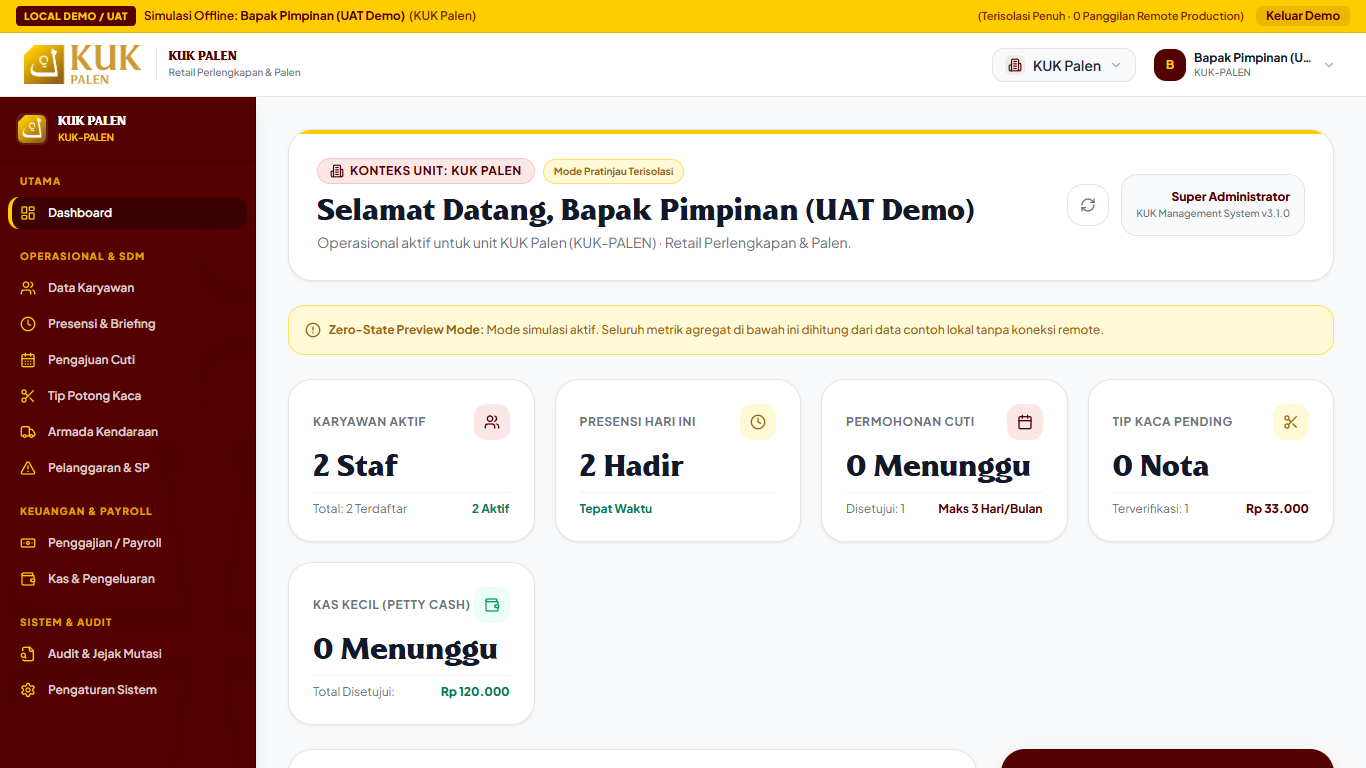 LOCAL DEMO / UAT Simulasi Offline: Bapak Pimpinan (UAT Demo) (KUK Palen) (Terisolasi Penuh · 0 Panggilan Remote Production) Keluar Demo
KUK PALEN
KUK PALEN
Retail Perlengkapan & Palen
KUK Palen
B
Bapak Pimpinan (U...
KUK-PALEN
KUK PALEN
KUK-PALEN
UTAMA
Dashboard
OPERASIONAL & SDM
Data Karyawan
Presensi & Briefing
Pengajuan Cuti
Tip Potong Kaca
Armada Kendaraan
Pelanggaran & SP
KEUANGAN & PAYROLL
Penggajian / Payroll
Kas & Pengeluaran
SISTEM & AUDIT
Audit & Jejak Mutasi
Pengaturan Sistem
KONTEKS UNIT: KUK PALEN Mode Pratinjau Terisolasi
Selamat Datang, Bapak Pimpinan (UAT Demo)
Operasional aktif untuk unit KUK Palen (KUK-PALEN) · Retail Perlengkapan & Palen.
Super Administrator
KUK Management System v3.1.0
Zero-State Preview Mode: Mode simulasi aktif. Seluruh metrik agregat di bawah ini dihitung dari data contoh lokal tanpa koneksi remote.
KARYAWAN AKTIF
2 Staf
Total: 2 Terdaftar 2 Aktif
PRESENSI HARI INI
2 Hadir
Tepat Waktu
PERMOHONAN CUTI
0 Menunggu
Disetujui: 1 Maks 3 Hari/Bulan
TIP KACA PENDING
0 Nota
Terverifikasi: 1 Rp 33.000
KAS KECIL (PETTY CASH)
0 Menunggu
Total Disetujui: Rp 120.000